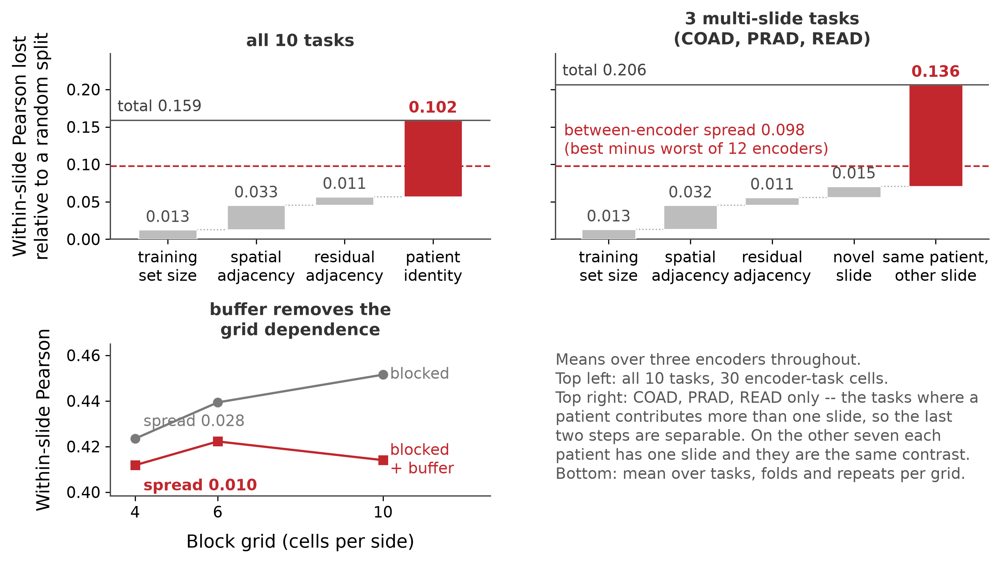 all 10 tasks
Within-slide Pearson lost
relative to a random split
0.20
0.15
0.10
0.05
0.00
total 0.159
0.102
0.013
0.033
0.011
training
set size
spatial
adjacency
residual
adjacency
patient
identity
3 multi-slide tasks
(COAD, PRAD, READ)
total 0.206
0.136
between-encoder spread 0.098
(best minus worst of 12 encoders)
0.013
0.032
0.011
0.015
training
set size
spatial
adjacency
residual
adjacency
novel
slide
same patient,
other slide
buffer removes the
grid dependence
Within-slide Pearson
0.46
0.44
0.42
0.40
blocked
spread 0.028
blocked
+ buffer
spread 0.010
4
6
10
Block grid (cells per side)
Means over three encoders throughout.
Top left: all 10 tasks, 30 encoder-task cells.
Top right: COAD, PRAD, READ only -- the tasks where a
patient contributes more than one slide, so the last
two steps are separable. On the other seven each
patient has one slide and they are the same contrast.
Bottom: mean over tasks, folds and repeats per grid.